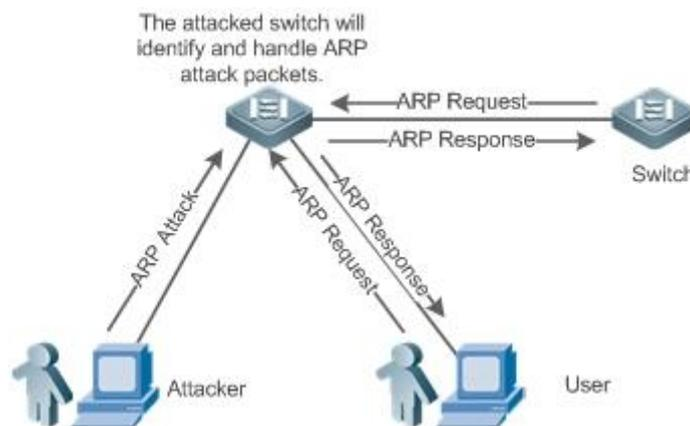 The attacked switch will
identify and handle ARP
attack packets.
ARP Request
ARP Response
Switch
ARP Attack
ARP Response
ARP Request
Attacker
User